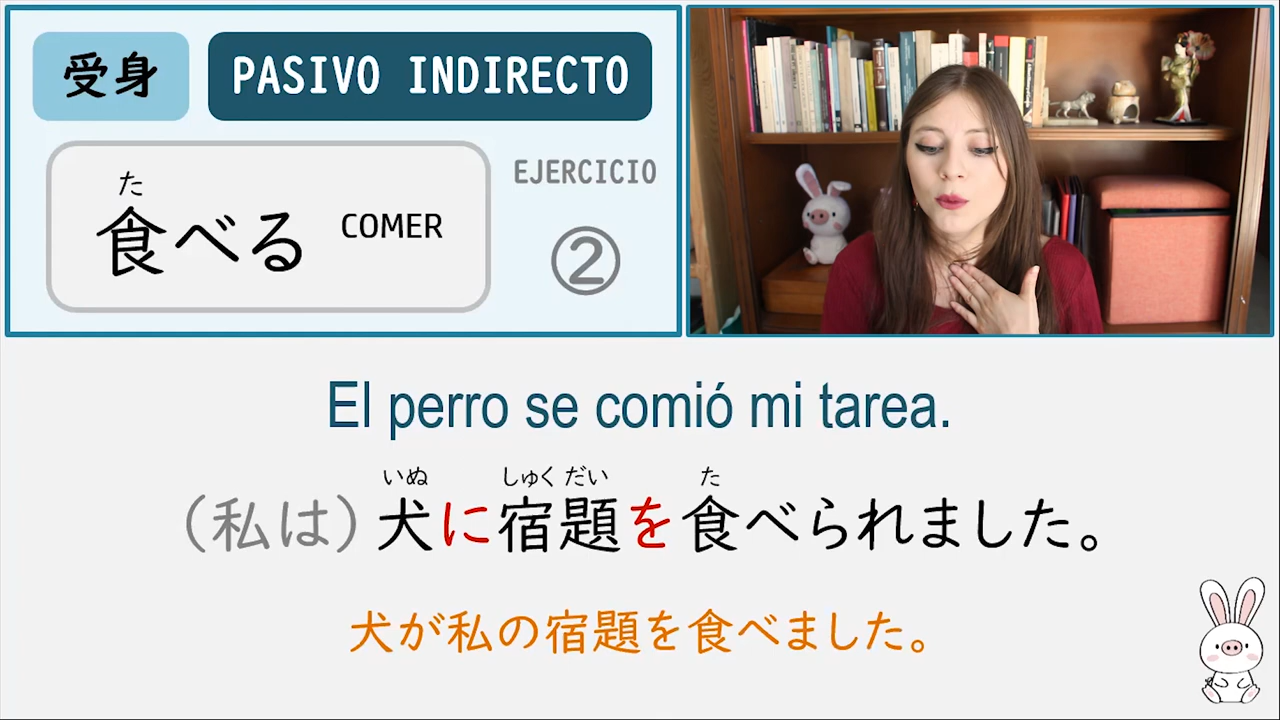 受身 PASIVO INDIRECTO
た
食べる COMER
EJERCICIO
②
El perro se comió mi tarea.
いぬ しゅく だい た
（私は）犬に宿題を食べられました。
犬が私の宿題を食べました。